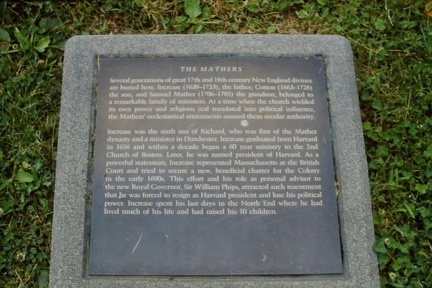 THE MATHERS
Several generations of great 17th and 18th century New England divines
are buried here. Increase (1639-1723), the father, Cotton (1663-1728)
the son, and Samuel Mather (1706-1785) the grandson, belonged to
a remarkable family of ministers. At a time when the church wielded
its own power and religious zeal translated into political influence,
the Mathers' ecclesiastical attainments assured them secular authority.
Increase was the sixth son of Richard, who was first of the Mather
dynasty and a minister in Dorchester. Increase graduated from Harvard
in 1656 and within a decade began a 60 year ministry to the 2nd
Church of Boston. Later, he was named president of Harvard. As a
powerful statesman, Increase represented Massachusetts at the British
Court and tried to secure a new, beneficial charter for the Colony
in the early 1690s. This effort and his role as personal advisor to
the new Royal Governor, Sir William Phips, attracted such resentment
that he was forced to resign as Harvard president and lose his political
power. Increase spent his last days in the North End where he had
lived much of his life and had raised his 10 children.